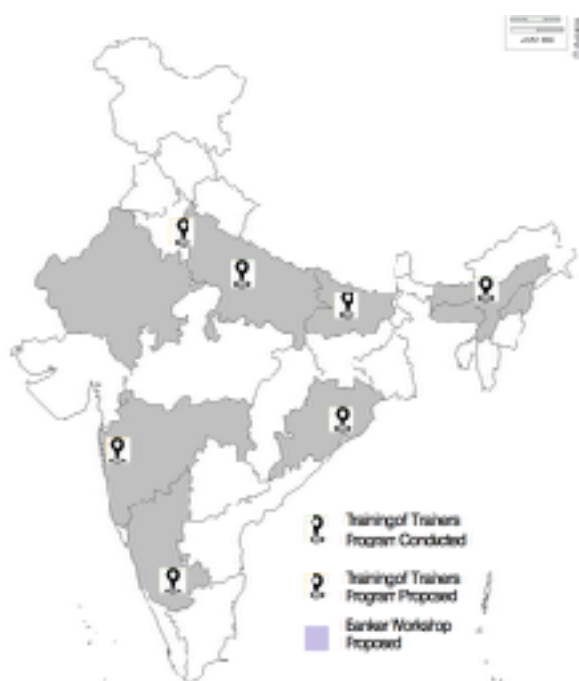 Training of Trainers
Program Conducted
Training of Trainers
Program Proposed
Banker Workshop
Proposed